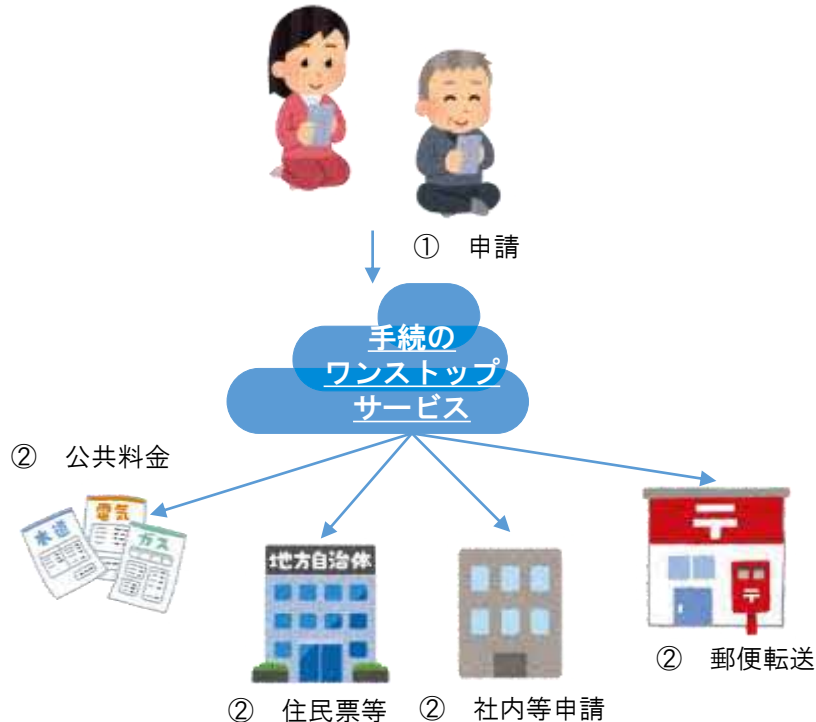 ① 申請
手続の
ワンストップ
サービス
② 公共料金
水道
電気
ガス
地方自治体
② 郵便転送
② 住民票等
② 社内等申請